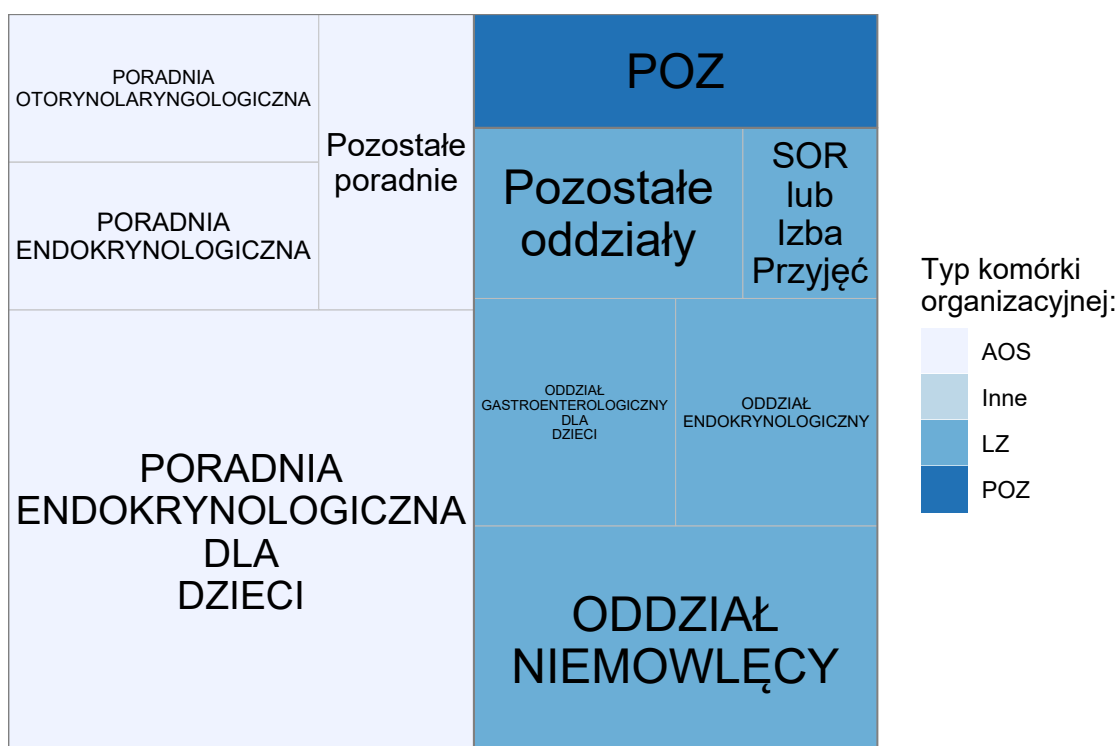 PORADNIA
OTORYNOLARYNGOLOGICZNA
PORADNIA
ENDOKRYNOLOGICZNA
Pozostałe
poradnie
PORADNIA
ENDOKRYNOLOGICZNA
DLA
DZIECI
POZ
Pozostałe
oddziały
SOR
lub
Izba
Przyjęć
ODDZIAŁ
GASTROENTEROLOGICZNY
DLA
DZIECI
ODDZIAŁ
ENDOKRYNOLOGICZNY
ODDZIAŁ
NIEMOWLĘCY
Typ komórki
organizacyjnej:
AOS
Inne
LZ
POZ